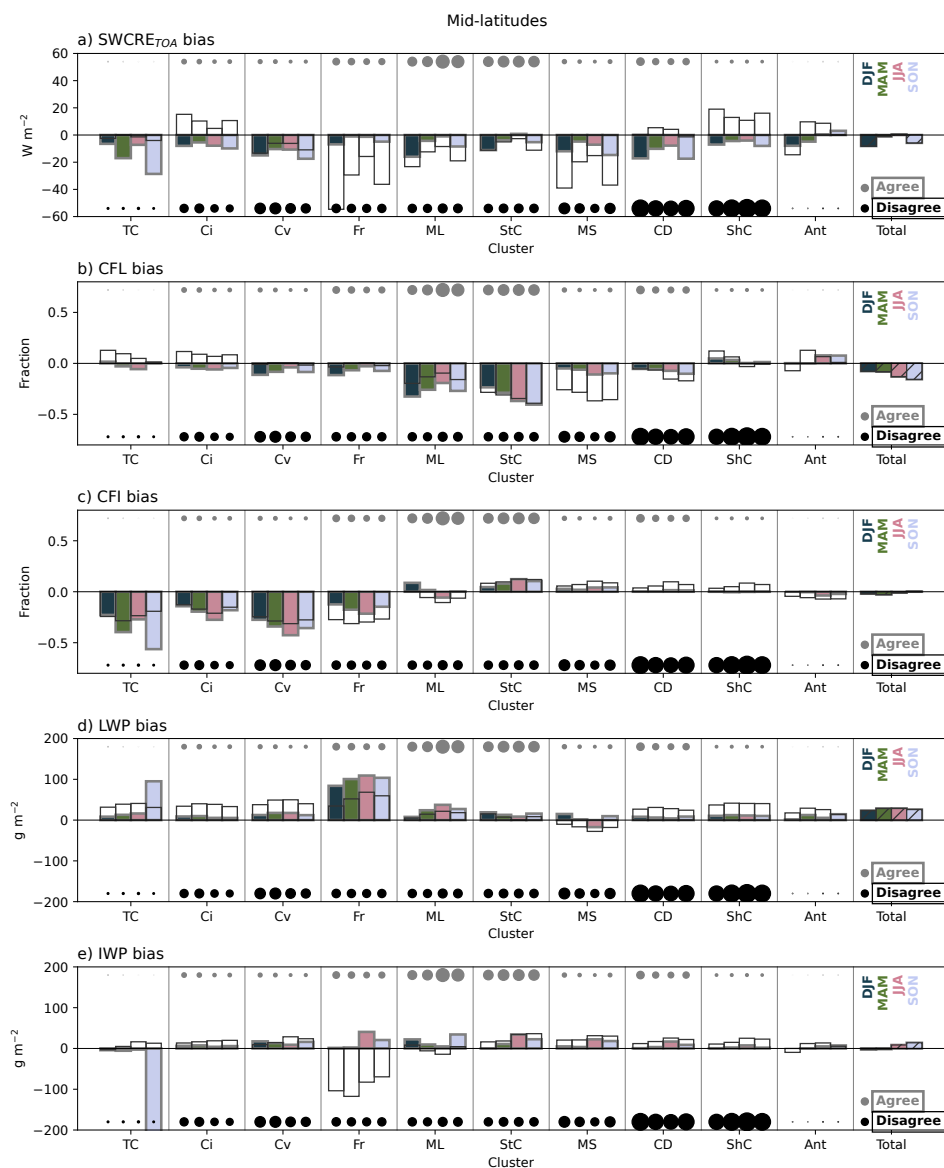 Mid-latitudes
a) SWCRE_TOA bias
60
40
20
0
−20
−40
−60
W m⁻²
DJF
MAM
JJA
SON
Agree
Disagree
TC Ci Cv Fr ML StC MS CD ShC Ant Total
Cluster
b) CFL bias
0.5
0.0
−0.5
Fraction
DJF
MAM
JJA
SON
Agree
Disagree
TC Ci Cv Fr ML StC MS CD ShC Ant Total
Cluster
c) CFI bias
0.5
0.0
−0.5
Fraction
DJF
MAM
JJA
SON
Agree
Disagree
TC Ci Cv Fr ML StC MS CD ShC Ant Total
Cluster
d) LWP bias
200
100
0
−100
−200
g m⁻²
DJF
MAM
JJA
SON
Agree
Disagree
TC Ci Cv Fr ML StC MS CD ShC Ant Total
Cluster
e) IWP bias
200
100
0
−100
−200
g m⁻²
DJF
MAM
JJA
SON
Agree
Disagree
TC Ci Cv Fr ML StC MS CD ShC Ant Total
Cluster